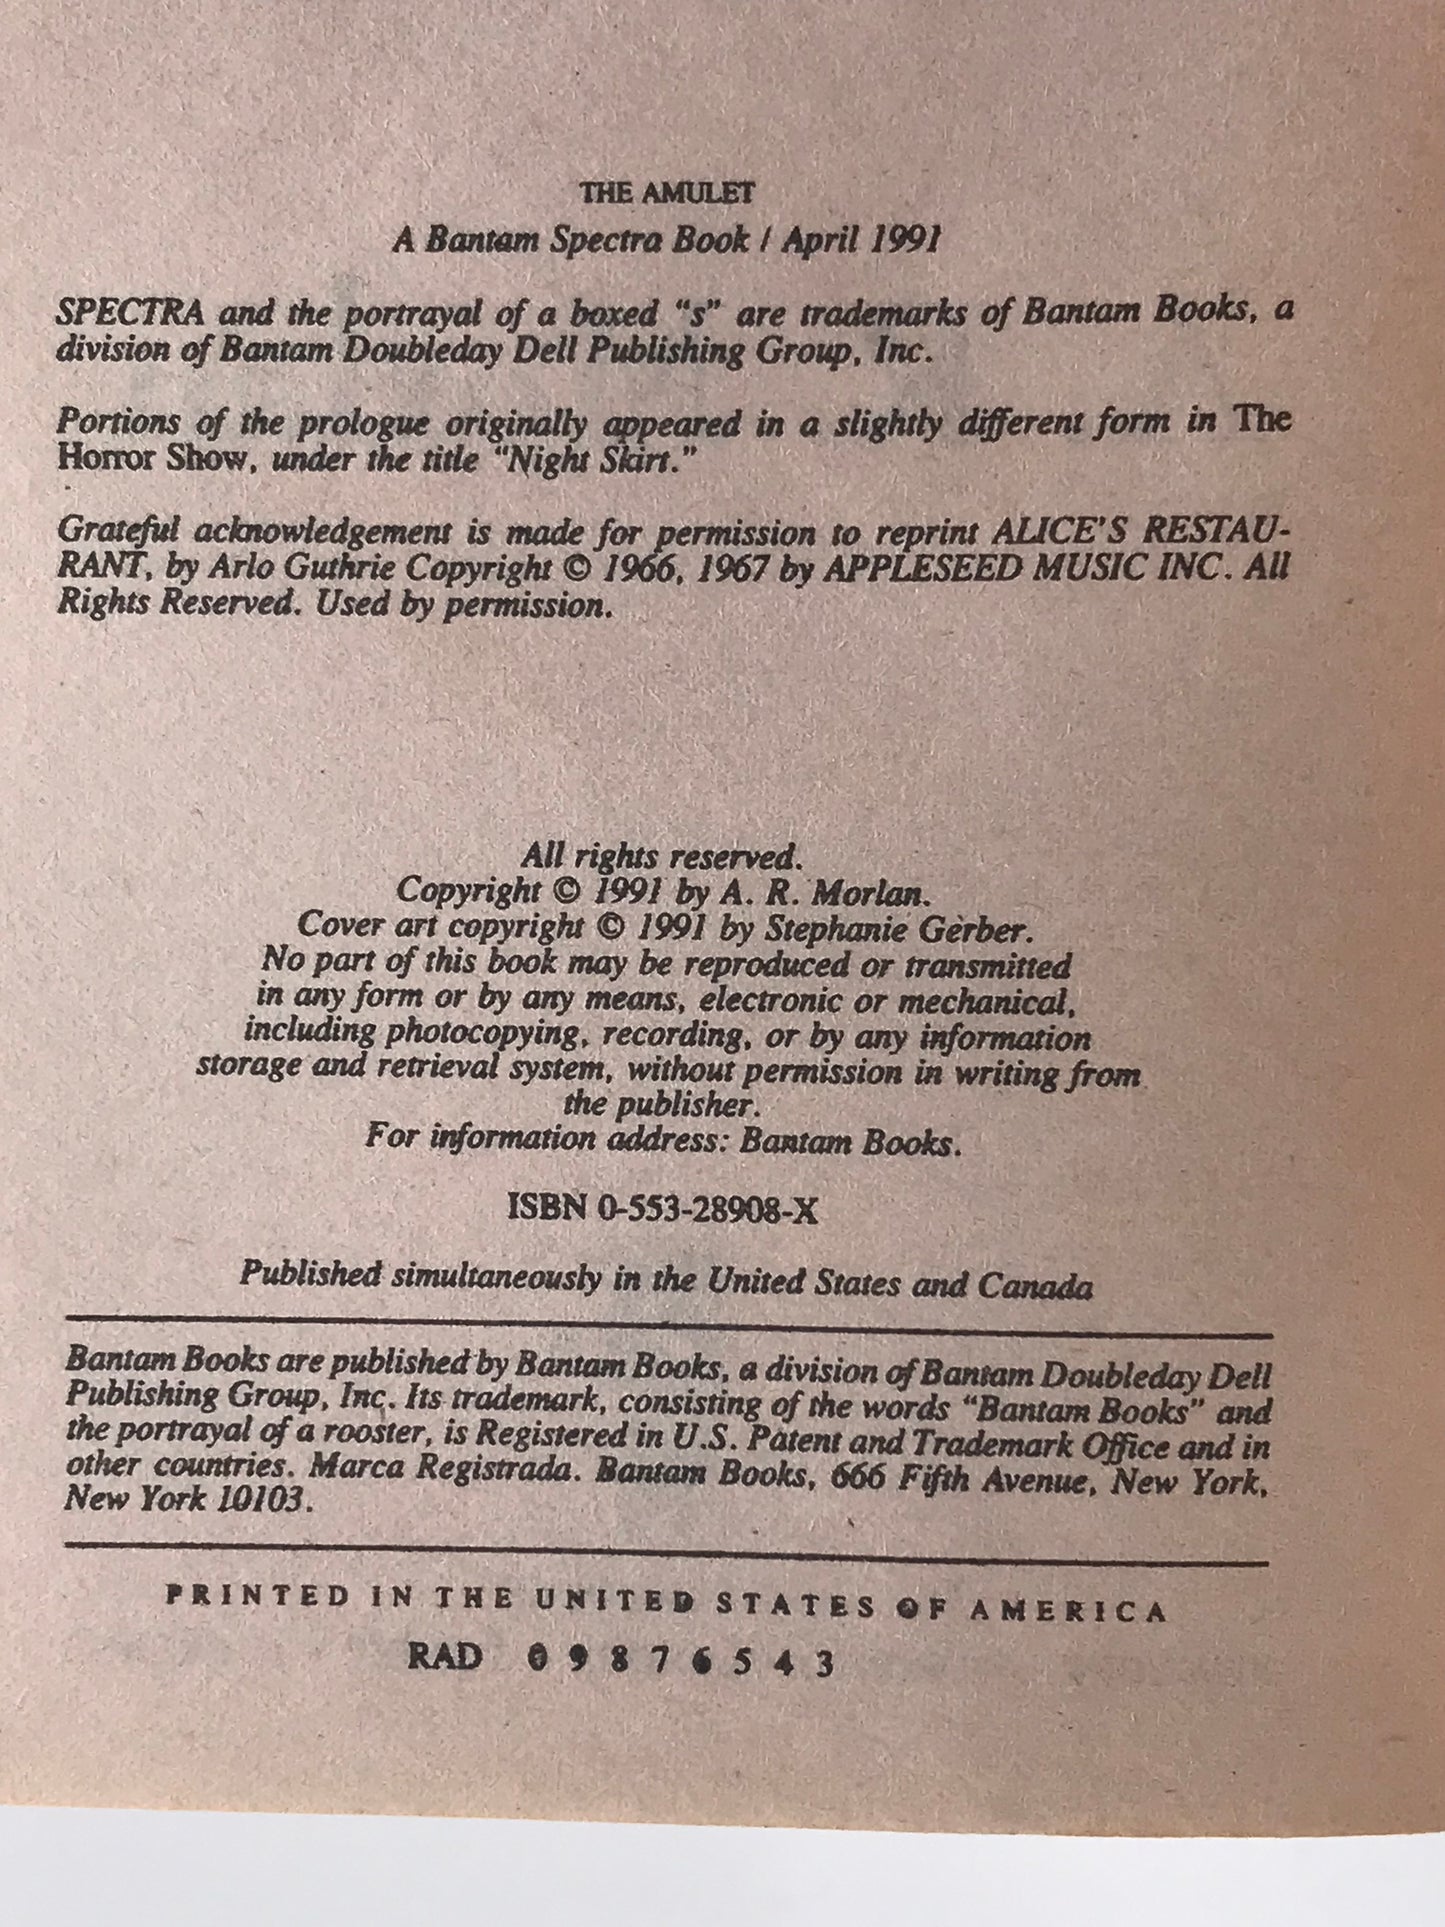 THE AMULET
A Bantam Spectra Book / April 1991
SPECTRA and the portrayal of a boxed “s” are trademarks of Bantam Books, a
division of Bantam Doubleday Dell Publishing Group, Inc.
Portions of the prologue originally appeared in a slightly different form in The
Horror Show, under the title “Night Skirt.”
Grateful acknowledgement is made for permission to reprint ALICE'S RESTAU-
RANT, by Arlo Guthrie Copyright © 1966, 1967 by APPLESEED MUSIC INC. All
Rights Reserved. Used by permission.
All rights reserved.
Copyright © 1991 by A. R. Morlan.
Cover art copyright © 1991 by Stephanie Gerber.
No part of this book may be reproduced or transmitted
in any form or by any means, electronic or mechanical,
including photocopying, recording, or by any information
storage and retrieval system, without permission in writing from
the publisher.
For information address: Bantam Books.
ISBN 0-553-28908-X
Published simultaneously in the United States and Canada
Bantam Books are published by Bantam Books, a division of Bantam Doubleday Dell
Publishing Group, Inc. Its trademark, consisting of the words “Bantam Books” and
the portrayal of a rooster, is Registered in U.S. Patent and Trademark Office and in
other countries. Marca Registrada. Bantam Books, 666 Fifth Avenue, New York,
New York 10103.
PRINTED IN THE UNITED STATES OF AMERICA
RAD 0 9 8 7 6 5 4 3